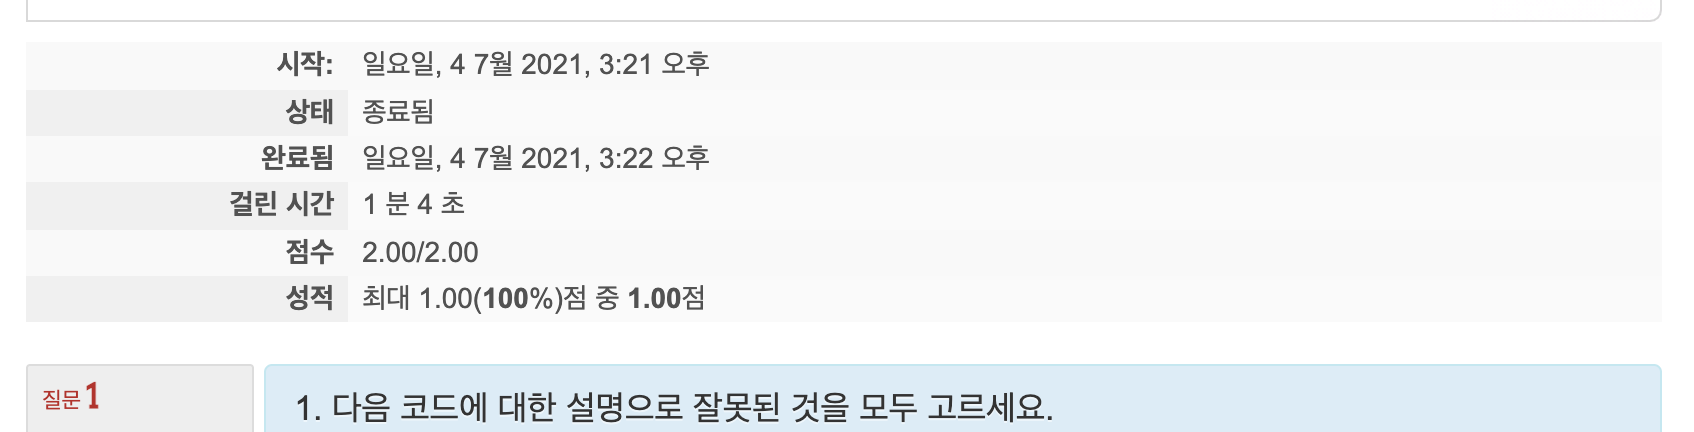 시작: 일요일, 4 7월 2021, 3:21 오후
상태 종료됨
완료됨 일요일, 4 7월 2021, 3:22 오후
걸린 시간 1 분 4 초
점수 2.00/2.00
성적 최대 1.00(100%)점 중 1.00점
질문 1
1. 다음 코드에 대한 설명으로 잘못된 것을 모두 고르세요.